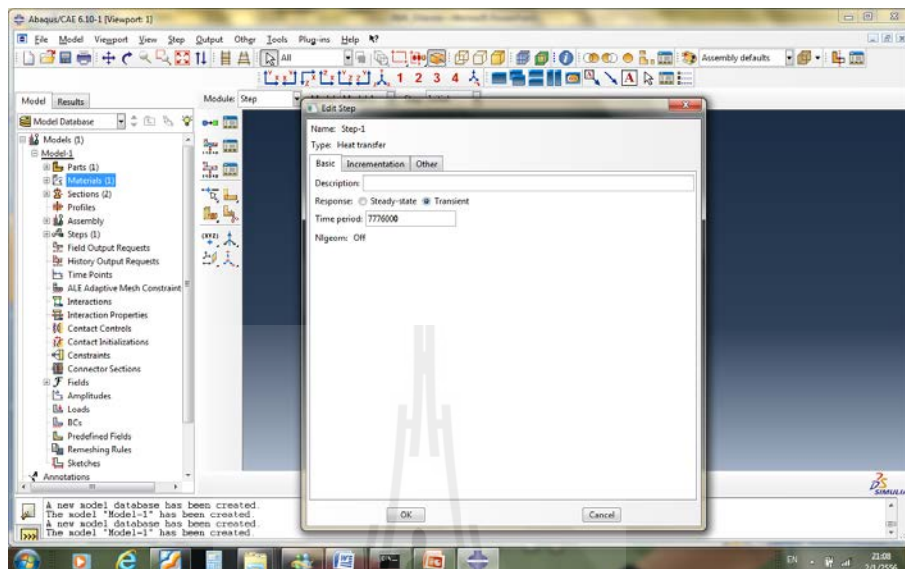 Abaqus/CAE 6.10-1 [Viewport: 1]
File Model Viewport View Step Output Other Tools Plug-ins Help
All
Assembly defaults
1 2 3 4
A
Model Results
Module: Step
Model Database
Models (1)
Model-1
Parts (1)
Materials (1)
Sections (2)
Profiles
Assembly
Steps (1)
Field Output Requests
History Output Requests
Time Points
ALE Adaptive Mesh Constraint
Interactions
Interaction Properties
Contact Controls
Contact Initializations
Constraints
Connector Sections
Fields
Amplitudes
Loads
BCs
Predefined Fields
Remeshing Rules
Sketches
Annotations
Edit Step
Name: Step-1
Type: Heat transfer
Basic Incrementation Other
Description:
Response: Steady-state Transient
Time period: 7776000
Nlgeom: Off
OK Cancel
SIMULIA
A new model database has been created.
The model "Model-1" has been created.
A new model database has been created.
The model "Model-1" has been created.
EN
21:08
2/1/2556